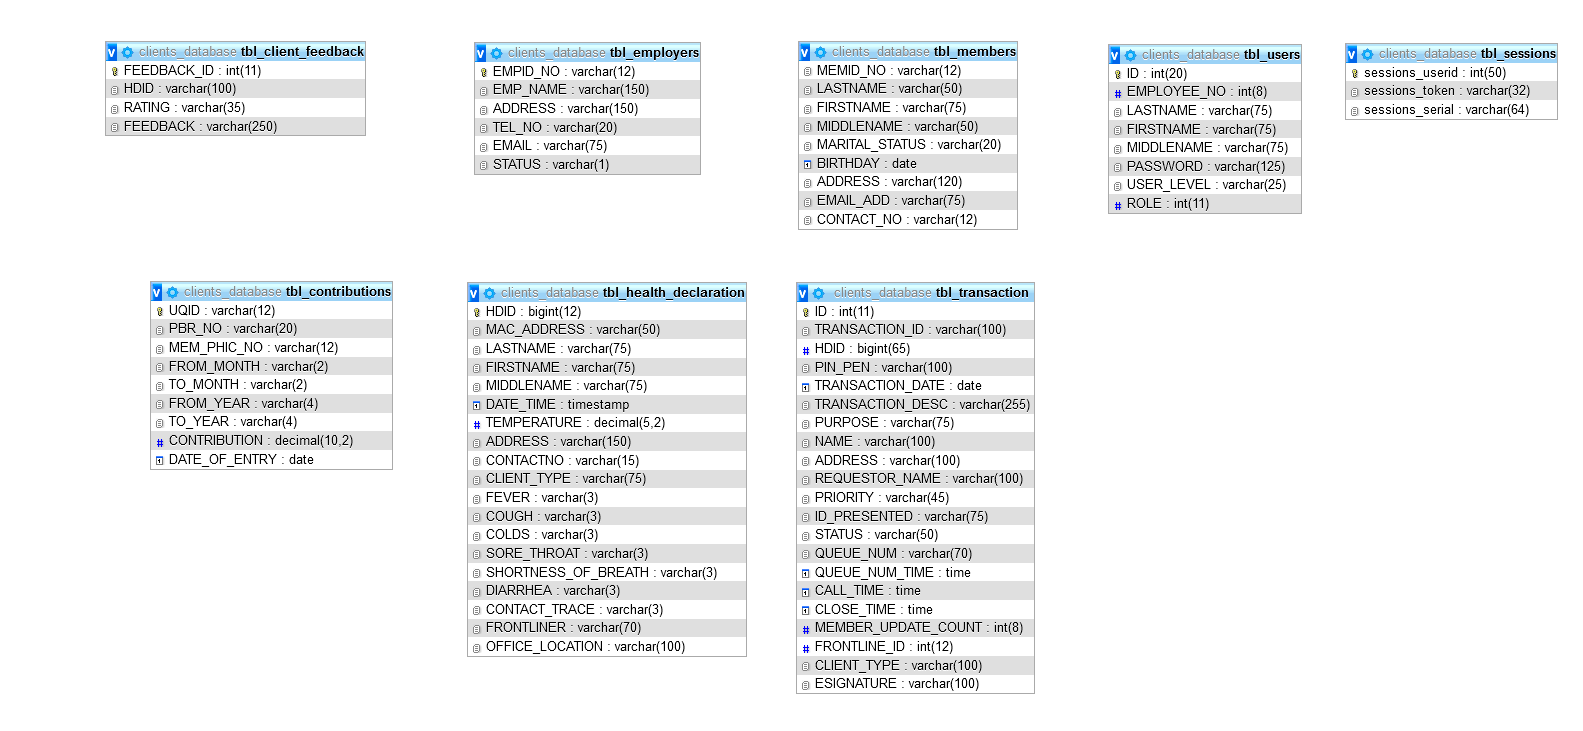 clients_database tbl_client_feedback
FEEDBACK_ID : int(11)
HDID : varchar(100)
RATING : varchar(35)
FEEDBACK : varchar(250)
clients_database tbl_employers
EMPID_NO : varchar(12)
EMP_NAME : varchar(150)
ADDRESS : varchar(150)
TEL_NO : varchar(20)
EMAIL : varchar(75)
STATUS : varchar(1)
clients_database tbl_members
MEMID_NO : varchar(12)
LASTNAME : varchar(50)
FIRSTNAME : varchar(75)
MIDDLENAME : varchar(50)
MARITAL_STATUS : varchar(20)
BIRTHDAY : date
ADDRESS : varchar(120)
EMAIL_ADD : varchar(75)
CONTACT_NO : varchar(12)
clients_database tbl_users
ID : int(20)
EMPLOYEE_NO : int(8)
LASTNAME : varchar(75)
FIRSTNAME : varchar(75)
MIDDLENAME : varchar(75)
PASSWORD : varchar(125)
USER_LEVEL : varchar(25)
ROLE : int(11)
clients_database tbl_sessions
sessions_userid : int(50)
sessions_token : varchar(32)
sessions_serial : varchar(64)
clients_database tbl_contributions
UQID : varchar(12)
PBR_NO : varchar(20)
MEM_PHIC_NO : varchar(12)
FROM_MONTH : varchar(2)
TO_MONTH : varchar(2)
FROM_YEAR : varchar(4)
TO_YEAR : varchar(4)
CONTRIBUTION : decimal(10,2)
DATE_OF_ENTRY : date
clients_database tbl_health_declaration
HDID : bigint(12)
MAC_ADDRESS : varchar(50)
LASTNAME : varchar(75)
FIRSTNAME : varchar(75)
MIDDLENAME : varchar(75)
DATE_TIME : timestamp
TEMPERATURE : decimal(5,2)
ADDRESS : varchar(150)
CONTACTNO : varchar(15)
CLIENT_TYPE : varchar(75)
FEVER : varchar(3)
COUGH : varchar(3)
COLDS : varchar(3)
SORE_THROAT : varchar(3)
SHORTNESS_OF_BREATH : varchar(3)
DIARRHEA : varchar(3)
CONTACT_TRACE : varchar(3)
FRONTLINER : varchar(70)
OFFICE_LOCATION : varchar(100)
clients_database tbl_transaction
ID : int(11)
TRANSACTION_ID : varchar(100)
HDID : bigint(65)
PIN_PEN : varchar(100)
TRANSACTION_DATE : date
TRANSACTION_DESC : varchar(255)
PURPOSE : varchar(75)
NAME : varchar(100)
ADDRESS : varchar(100)
REQUESTOR_NAME : varchar(100)
PRIORITY : varchar(45)
ID_PRESENTED : varchar(75)
STATUS : varchar(50)
QUEUE_NUM : varchar(70)
QUEUE_NUM_TIME : time
CALL_TIME : time
CLOSE_TIME : time
MEMBER_UPDATE_COUNT : int(8)
FRONTLINE_ID : int(12)
CLIENT_TYPE : varchar(100)
ESIGNATURE : varchar(100)